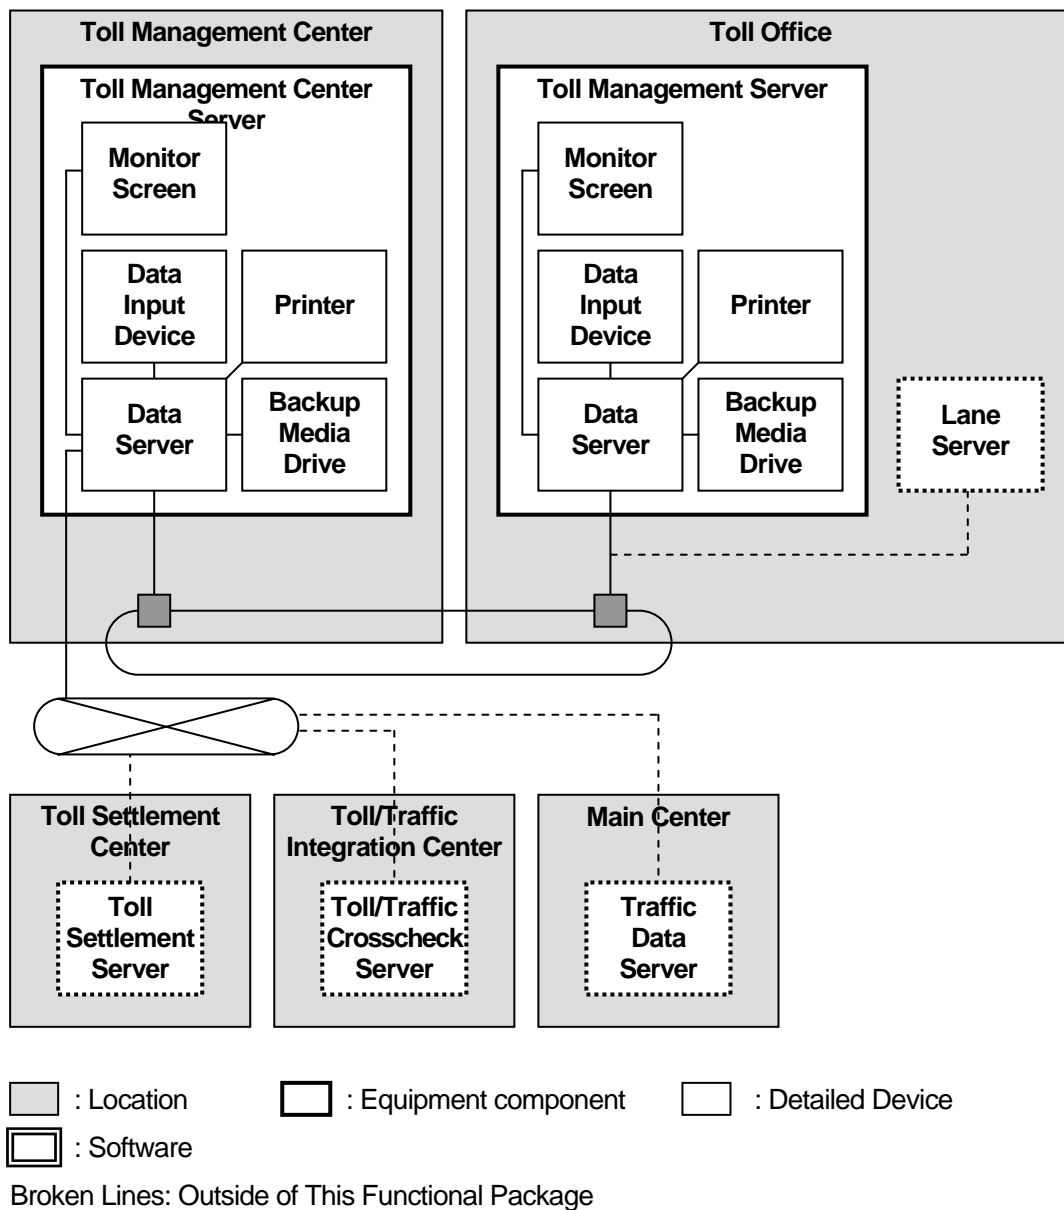 Toll Management Center
Toll Management Center
Server
Monitor
Screen
Data
Input
Device
Printer
Data
Server
Backup
Media
Drive
Toll Office
Toll Management Server
Monitor
Screen
Data
Input
Device
Printer
Data
Server
Backup
Media
Drive
Lane
Server
Toll Settlement
Center
Toll
Settlement
Server
Toll/Traffic
Integration Center
Toll/Traffic
Crosscheck
Server
Main Center
Traffic
Data
Server
: Location
: Equipment component
: Detailed Device
: Software
Broken Lines: Outside of This Functional Package